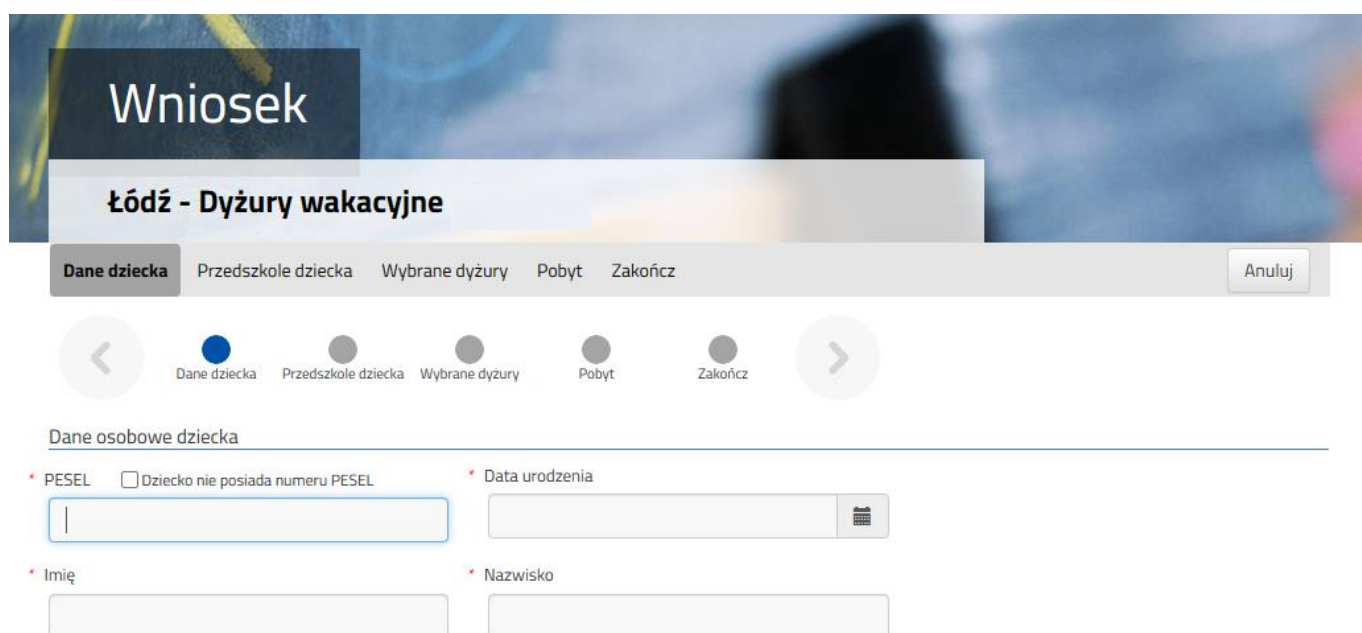 Wniosek
Łódź - Dyżury wakacyjne
Dane dziecka Przedszkole dziecka Wybrane dyżury Pobyt Zakończ Anuluj
Dane dziecka Przedszkole dziecka Wybrane dyżury Pobyt Zakończ
Dane osobowe dziecka
* PESEL Dziecko nie posiada numeru PESEL * Data urodzenia
* Imię * Nazwisko